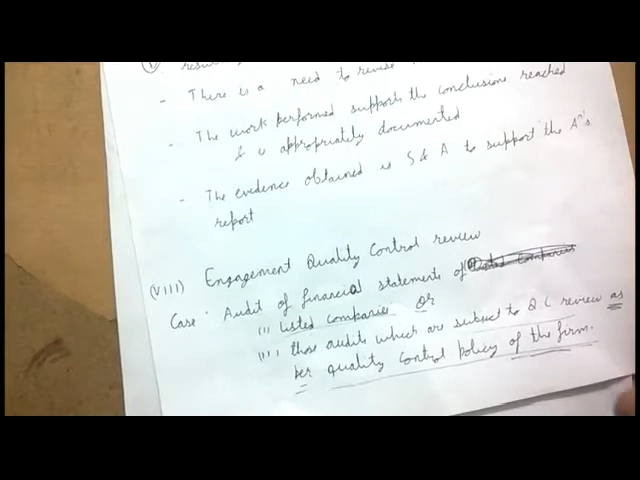 - There is a need to revise
- The work performed supports the conclusions reached
& is appropriately documented
- The evidence obtained is S & A to support the A"'s
report
(VIII) Engagement Quality Control review
Case: Audit of financial statements of
(i) listed companies Or
(ii) those audits which are subject to Q C review as
per quality control policy of the firm.